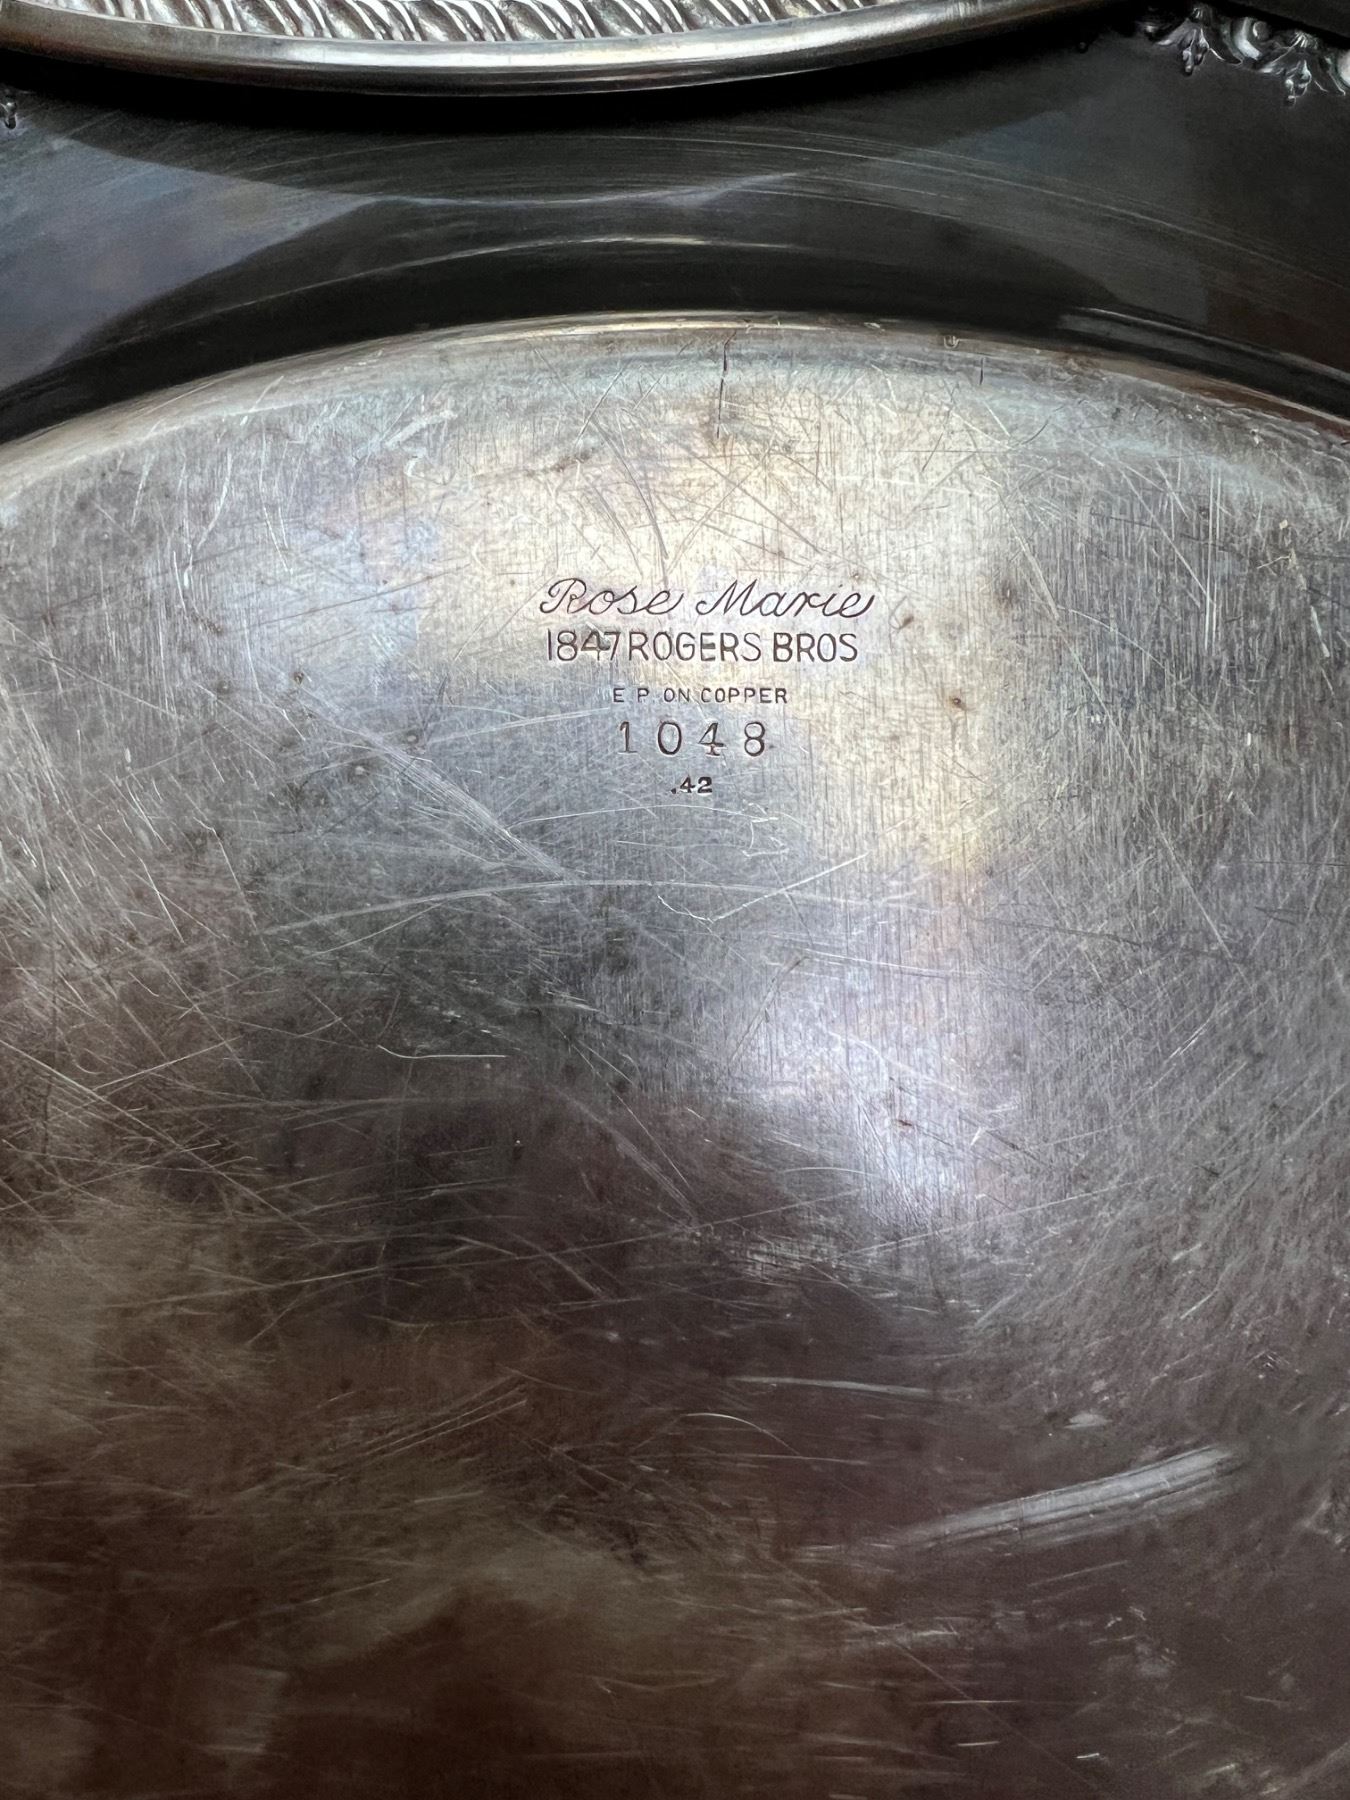 Rose Marie
1847 ROGERS BROS
E P. ON COPPER
1048
.42